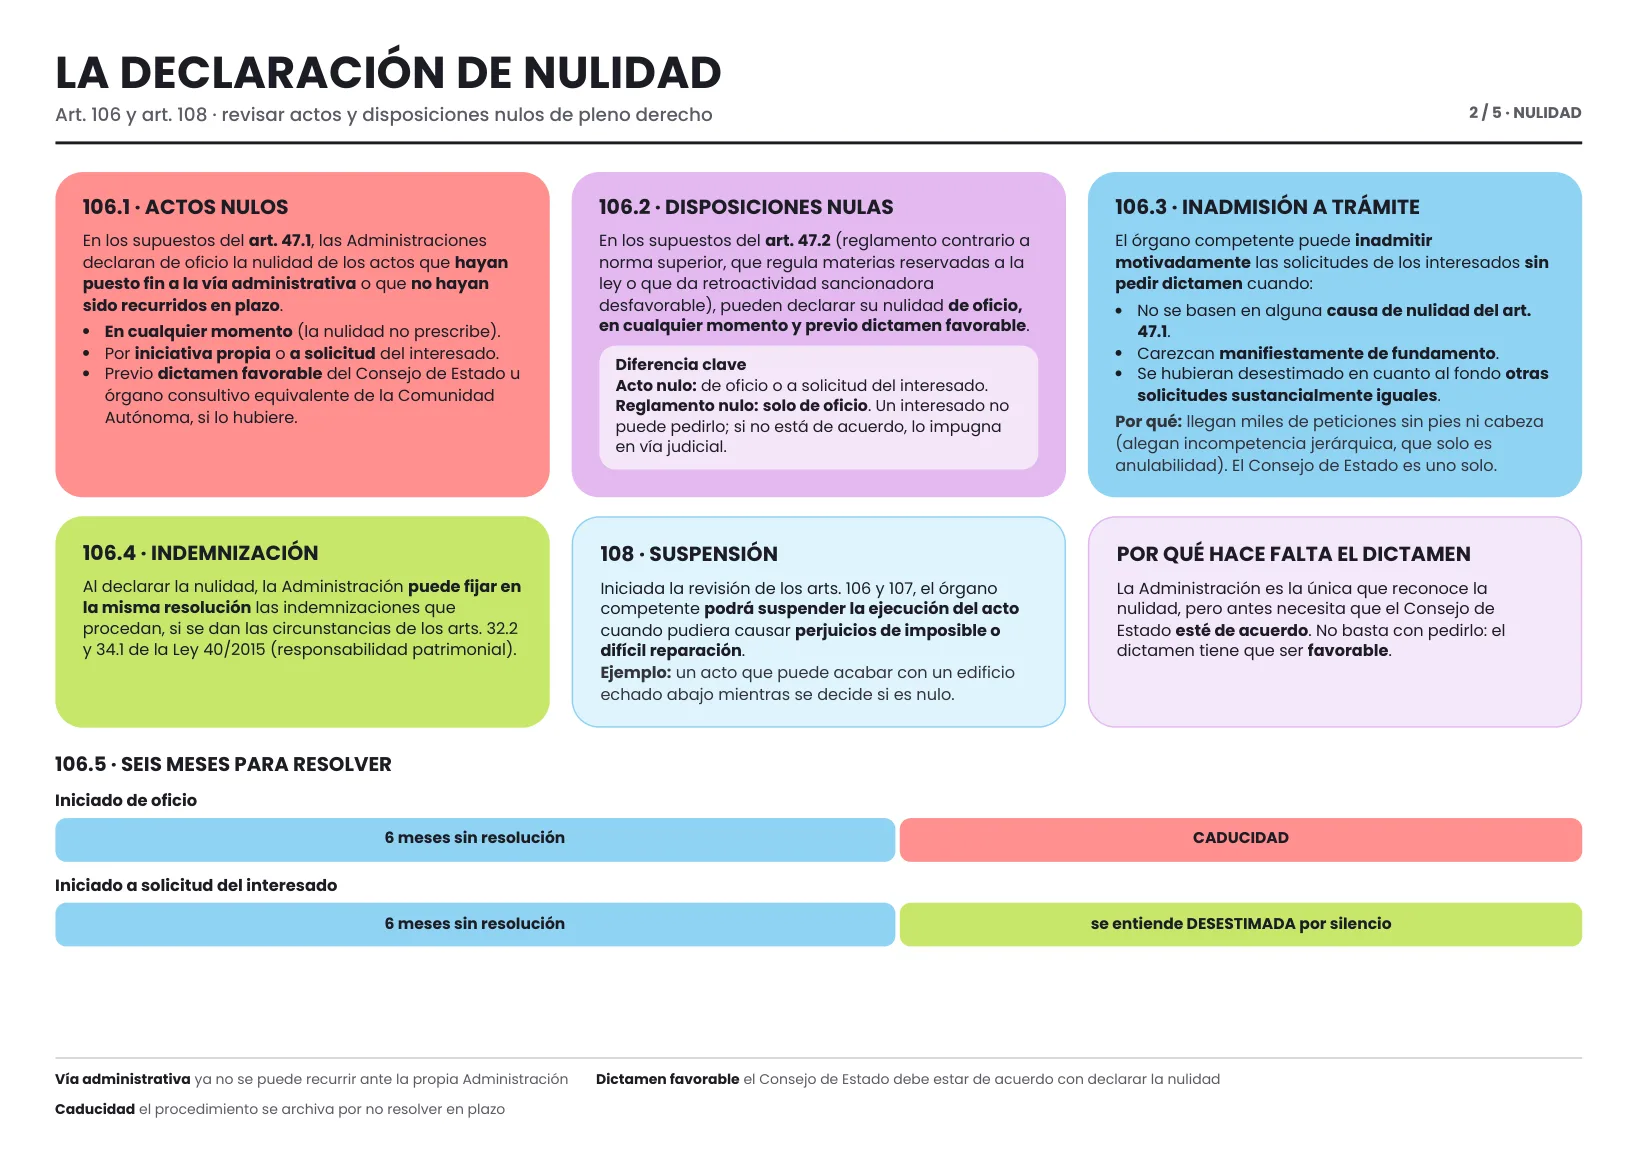 LA DECLARACIÓN DE NULIDAD
Art. 106 y art. 108 · revisar actos y disposiciones nulos de pleno derecho
2 / 5 · NULIDAD
106.1 · ACTOS NULOS
En los supuestos del art. 47.1, las Administraciones
declaran de oficio la nulidad de los actos que hayan
puesto fin a la vía administrativa o que no hayan
sido recurridos en plazo.
• En cualquier momento (la nulidad no prescribe).
• Por iniciativa propia o a solicitud del interesado.
• Previo dictamen favorable del Consejo de Estado u
órgano consultivo equivalente de la Comunidad
Autónoma, si lo hubiere.
106.2 · DISPOSICIONES NULAS
En los supuestos del art. 47.2 (reglamento contrario a
norma superior, que regula materias reservadas a la
ley o que da retroactividad sancionadora
desfavorable), pueden declarar su nulidad de oficio,
en cualquier momento y previo dictamen favorable.
Diferencia clave
Acto nulo: de oficio o a solicitud del interesado.
Reglamento nulo: solo de oficio. Un interesado no
puede pedirlo; si no está de acuerdo, lo impugna
en vía judicial.
106.3 · INADMISIÓN A TRÁMITE
El órgano competente puede inadmitir
motivadamente las solicitudes de los interesados sin
pedir dictamen cuando:
• No se basen en alguna causa de nulidad del art.
47.1.
• Carezcan manifiestamente de fundamento.
• Se hubieran desestimado en cuanto al fondo otras
solicitudes sustancialmente iguales.
Por qué: llegan miles de peticiones sin pies ni cabeza
(alegan incompetencia jerárquica, que solo es
anulabilidad). El Consejo de Estado es uno solo.
106.4 · INDEMNIZACIÓN
Al declarar la nulidad, la Administración puede fijar en
la misma resolución las indemnizaciones que
procedan, si se dan las circunstancias de los arts. 32.2
y 34.1 de la Ley 40/2015 (responsabilidad patrimonial).
108 · SUSPENSIÓN
Iniciada la revisión de los arts. 106 y 107, el órgano
competente podrá suspender la ejecución del acto
cuando pudiera causar perjuicios de imposible o
difícil reparación.
Ejemplo: un acto que puede acabar con un edificio
echado abajo mientras se decide si es nulo.
POR QUÉ HACE FALTA EL DICTAMEN
La Administración es la única que reconoce la
nulidad, pero antes necesita que el Consejo de
Estado esté de acuerdo. No basta con pedirlo: el
dictamen tiene que ser favorable.
106.5 · SEIS MESES PARA RESOLVER
Iniciado de oficio
6 meses sin resolución
CADUCIDAD
Iniciado a solicitud del interesado
6 meses sin resolución
se entiende DESESTIMADA por silencio
Vía administrativa ya no se puede recurrir ante la propia Administración
Dictamen favorable el Consejo de Estado debe estar de acuerdo con declarar la nulidad
Caducidad el procedimiento se archiva por no resolver en plazo